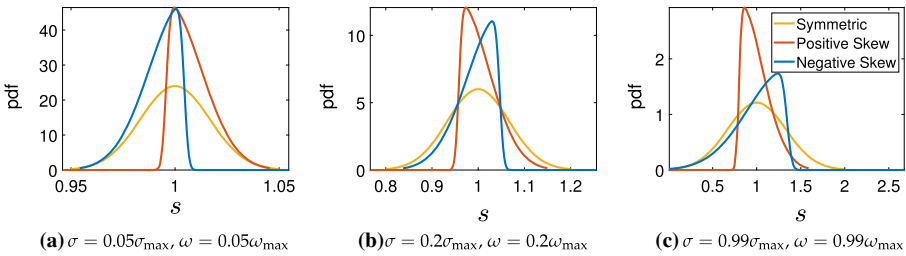 40
30
20
10
0
pdf
0.95
1
1.05
s
10
5
0
pdf
0.8
0.9
1
1.1
1.2
s
2
1
0
pdf
0.5
1
1.5
2
2.5
s
Symmetric
Positive Skew
Negative Skew
(a) σ = 0.05σmax, ω = 0.05ωmax
(b) σ = 0.2σmax, ω = 0.2ωmax
(c) σ = 0.99σmax, ω = 0.99ωmax